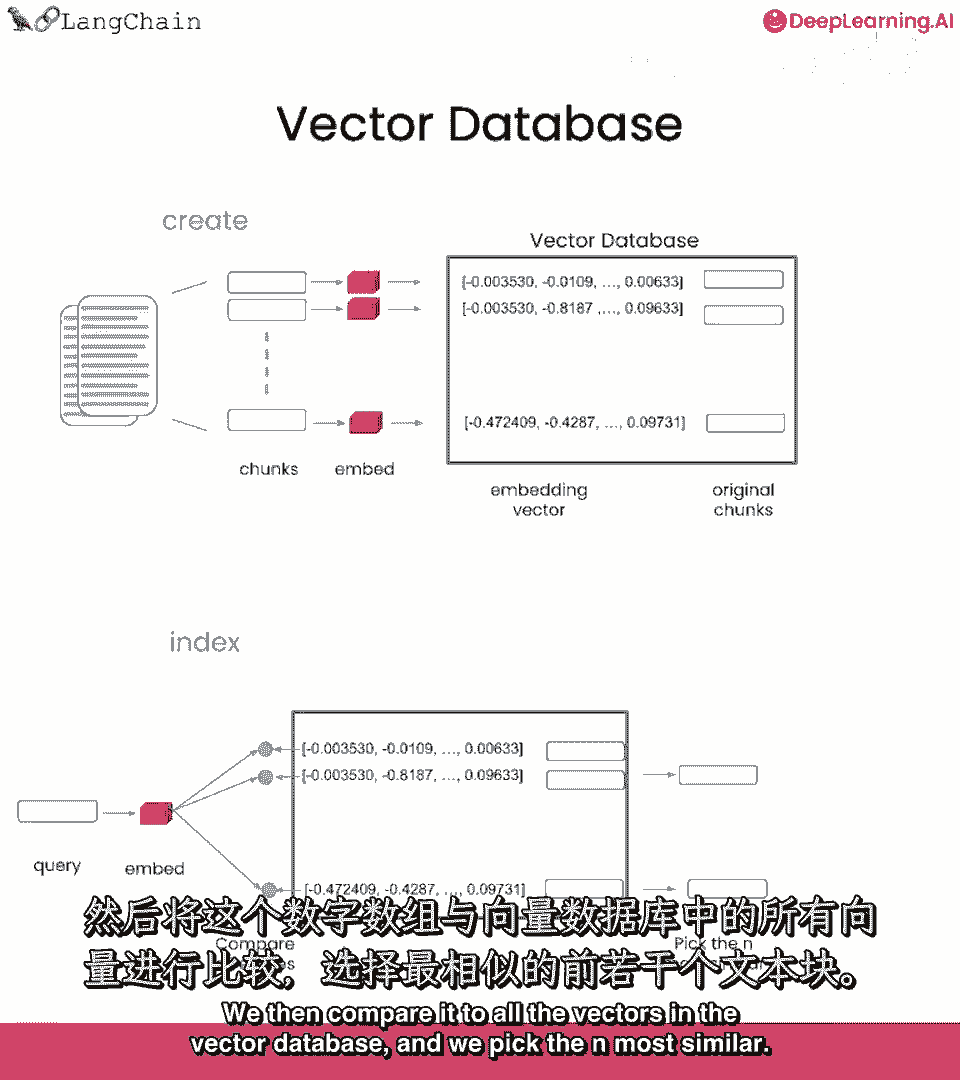 LangChain
DeepLearning.AI
Vector Database
create
Vector Database
[-0.003530, -0.0109, ..., 0.00633]
[-0.003530, -0.8187 ,..., 0.09633]
[-0.472409, -0.4287, ..., 0.09731]
chunks
embed
embedding
vector
original
chunks
index
[-0.003530, -0.0109, ..., 0.00633]
[-0.003530, -0.8187, ..., 0.09633]
[-0.472409, -0.4287, ..., 0.09731]
query
embed
Compare
Pick the n
然后将这个数字数组与向量数据库中的所有向
量进行比较，选择最相似的前若干个文本块。
We then compare it to all the vectors in the
vector database, and we pick the n most similar.